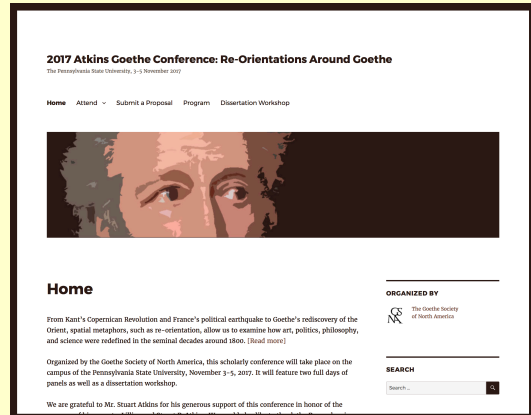 2017 Atkins Goethe Conference: Re-Orientations Around Goethe
The Pennsylvania State University, 3–5 November 2017
Home Attend Submit a Proposal Program Dissertation Workshop
Home
From Kant's Copernican Revolution and France's political earthquake to Goethe's rediscovery of the
Orient, spatial metaphors, such as re-orientation, allow us to examine how art, politics, philosophy,
and science were redefined in the seminal decades around 1800. [Read more]
Organized by the Goethe Society of North America, this scholarly conference will take place on the
campus of the Pennsylvania State University, November 3–5, 2017. It will feature two full days of
panels as well as a dissertation workshop.
We are grateful to Mr. Stuart Atkins for his generous support of this conference in honor of the
ORGANIZED BY
GS
NA
The Goethe Society
of North America
SEARCH
Search …